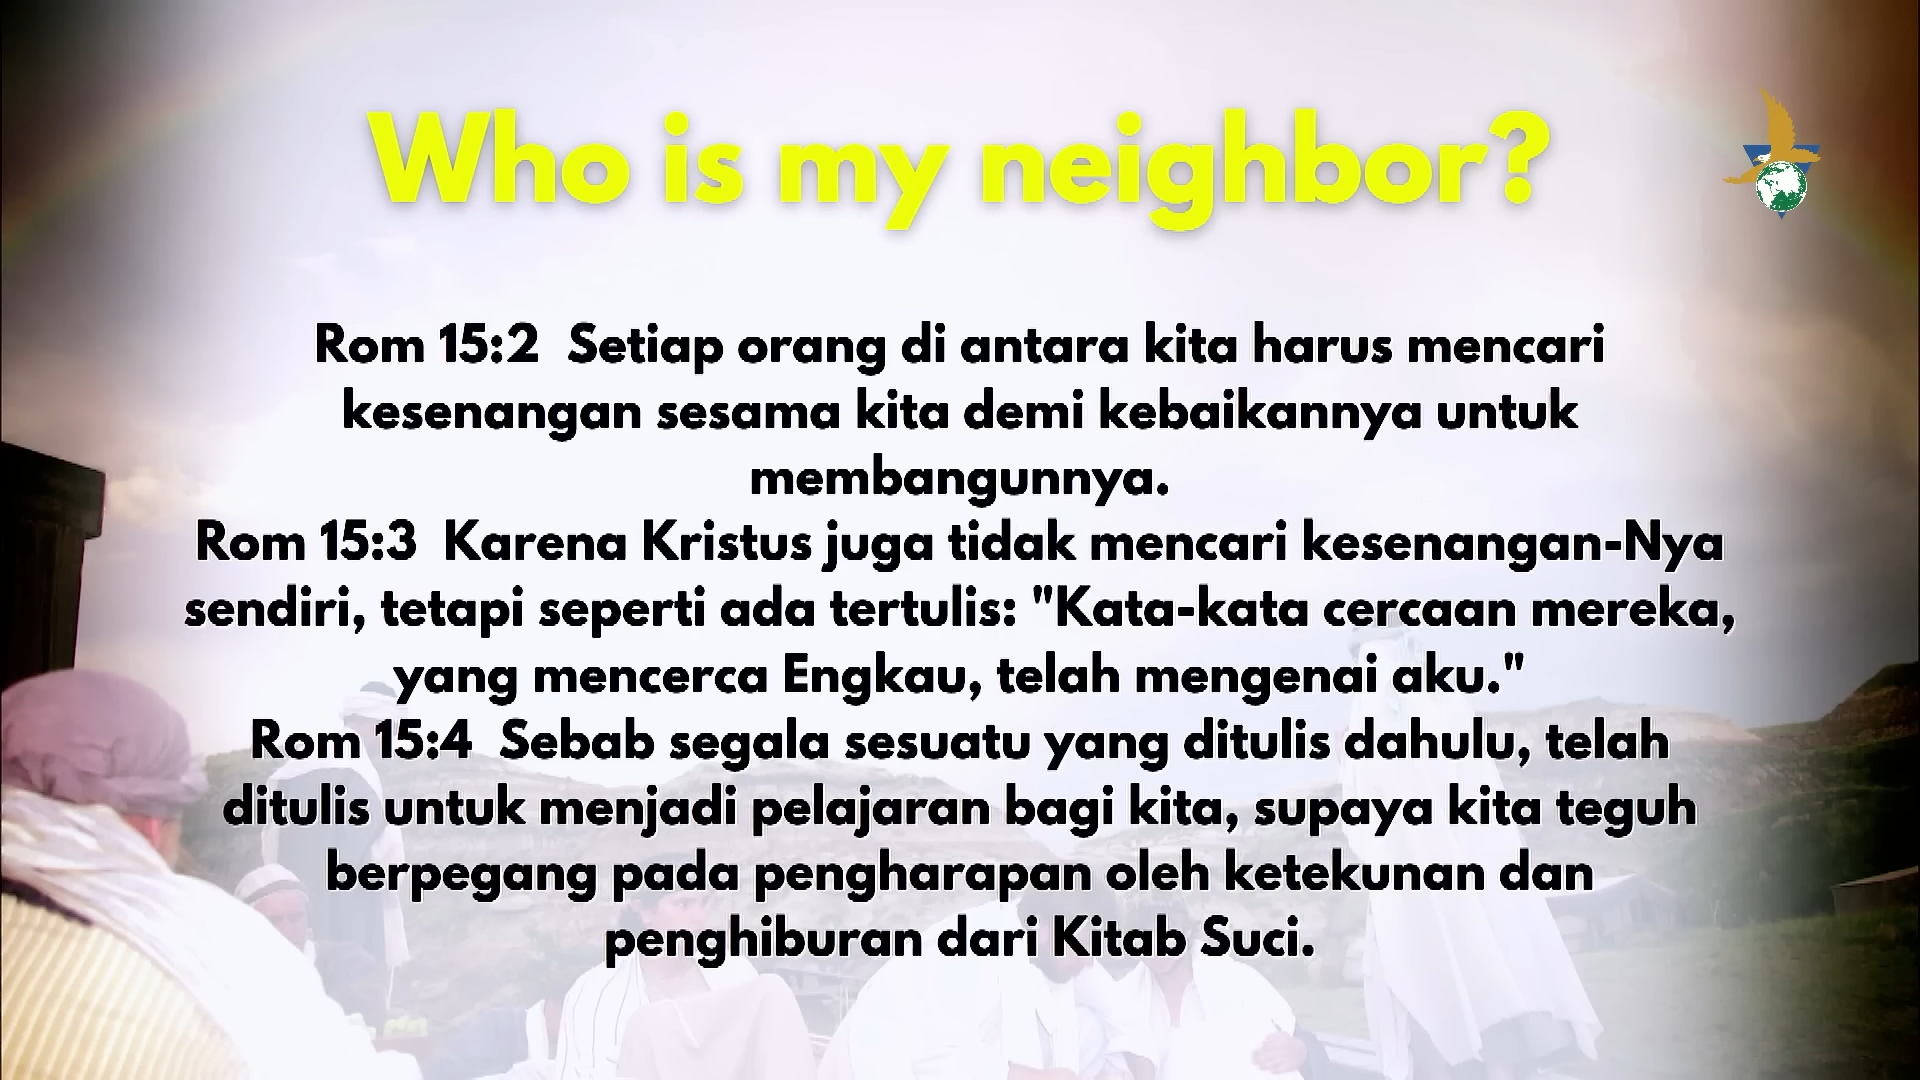 Who is my neighbor?
Rom 15:2  Setiap orang di antara kita harus mencari
kesenangan sesama kita demi kebaikannya untuk
membangunnya.
Rom 15:3  Karena Kristus juga tidak mencari kesenangan-Nya
sendiri, tetapi seperti ada tertulis: "Kata-kata cercaan mereka,
yang mencerca Engkau, telah mengenai aku."
Rom 15:4  Sebab segala sesuatu yang ditulis dahulu, telah
ditulis untuk menjadi pelajaran bagi kita, supaya kita teguh
berpegang pada pengharapan oleh ketekunan dan
penghiburan dari Kitab Suci.